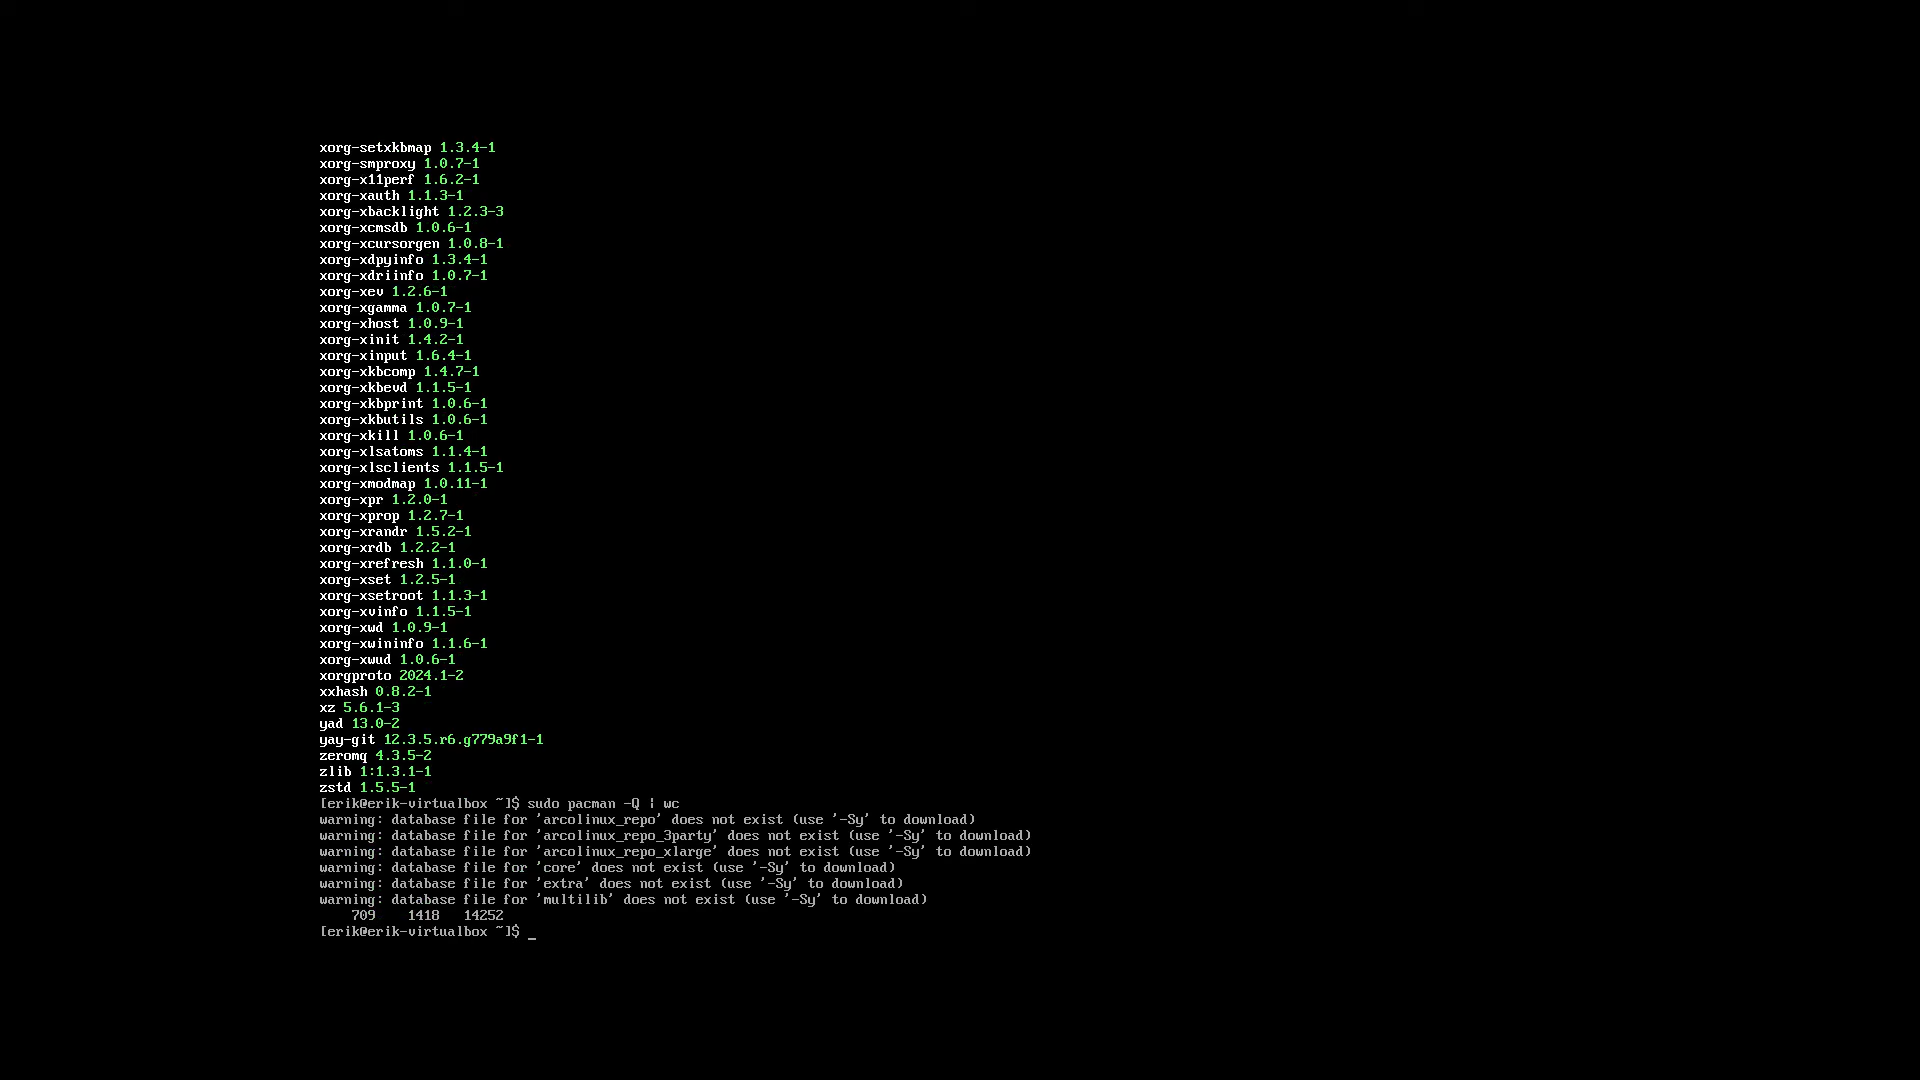 xorg-setxkbmap 1.3.4-1
xorg-smproxy 1.0.7-1
xorg-x11perf 1.6.2-1
xorg-xauth 1.1.3-1
xorg-xbacklight 1.2.3-3
xorg-xcmsdb 1.0.6-1
xorg-xcursorgen 1.0.8-1
xorg-xdpyinfo 1.3.4-1
xorg-xdriinfo 1.0.7-1
xorg-xev 1.2.6-1
xorg-xgamma 1.0.7-1
xorg-xhost 1.0.9-1
xorg-xinit 1.4.2-1
xorg-xinput 1.6.4-1
xorg-xkbcomp 1.4.7-1
xorg-xkbevd 1.1.5-1
xorg-xkbprint 1.0.6-1
xorg-xkbutils 1.0.6-1
xorg-xkill 1.0.6-1
xorg-xlsatoms 1.1.4-1
xorg-xlsclients 1.1.5-1
xorg-xmodmap 1.0.11-1
xorg-xpr 1.2.0-1
xorg-xprop 1.2.7-1
xorg-xrandr 1.5.2-1
xorg-xrdb 1.2.2-1
xorg-xrefresh 1.1.0-1
xorg-xset 1.2.5-1
xorg-xsetroot 1.1.3-1
xorg-xvinfo 1.1.5-1
xorg-xwd 1.0.9-1
xorg-xwininfo 1.1.6-1
xorg-xwud 1.0.6-1
xorgproto 2024.1-2
xxhash 0.8.2-1
xz 5.6.1-3
yad 13.0-2
yay-git 12.3.5.r6.g779a9f1-1
zeromq 4.3.5-2
zlib 1:1.3.1-1
zstd 1.5.5-1
[erik@erik-virtualbox ~]$ sudo pacman -Q | wc
warning: database file for 'arcolinux_repo' does not exist (use '-Sy' to download)
warning: database file for 'arcolinux_repo_3party' does not exist (use '-Sy' to download)
warning: database file for 'arcolinux_repo_xlarge' does not exist (use '-Sy' to download)
warning: database file for 'core' does not exist (use '-Sy' to download)
warning: database file for 'extra' does not exist (use '-Sy' to download)
warning: database file for 'multilib' does not exist (use '-Sy' to download)
    709    1418   14252
[erik@erik-virtualbox ~]$ _